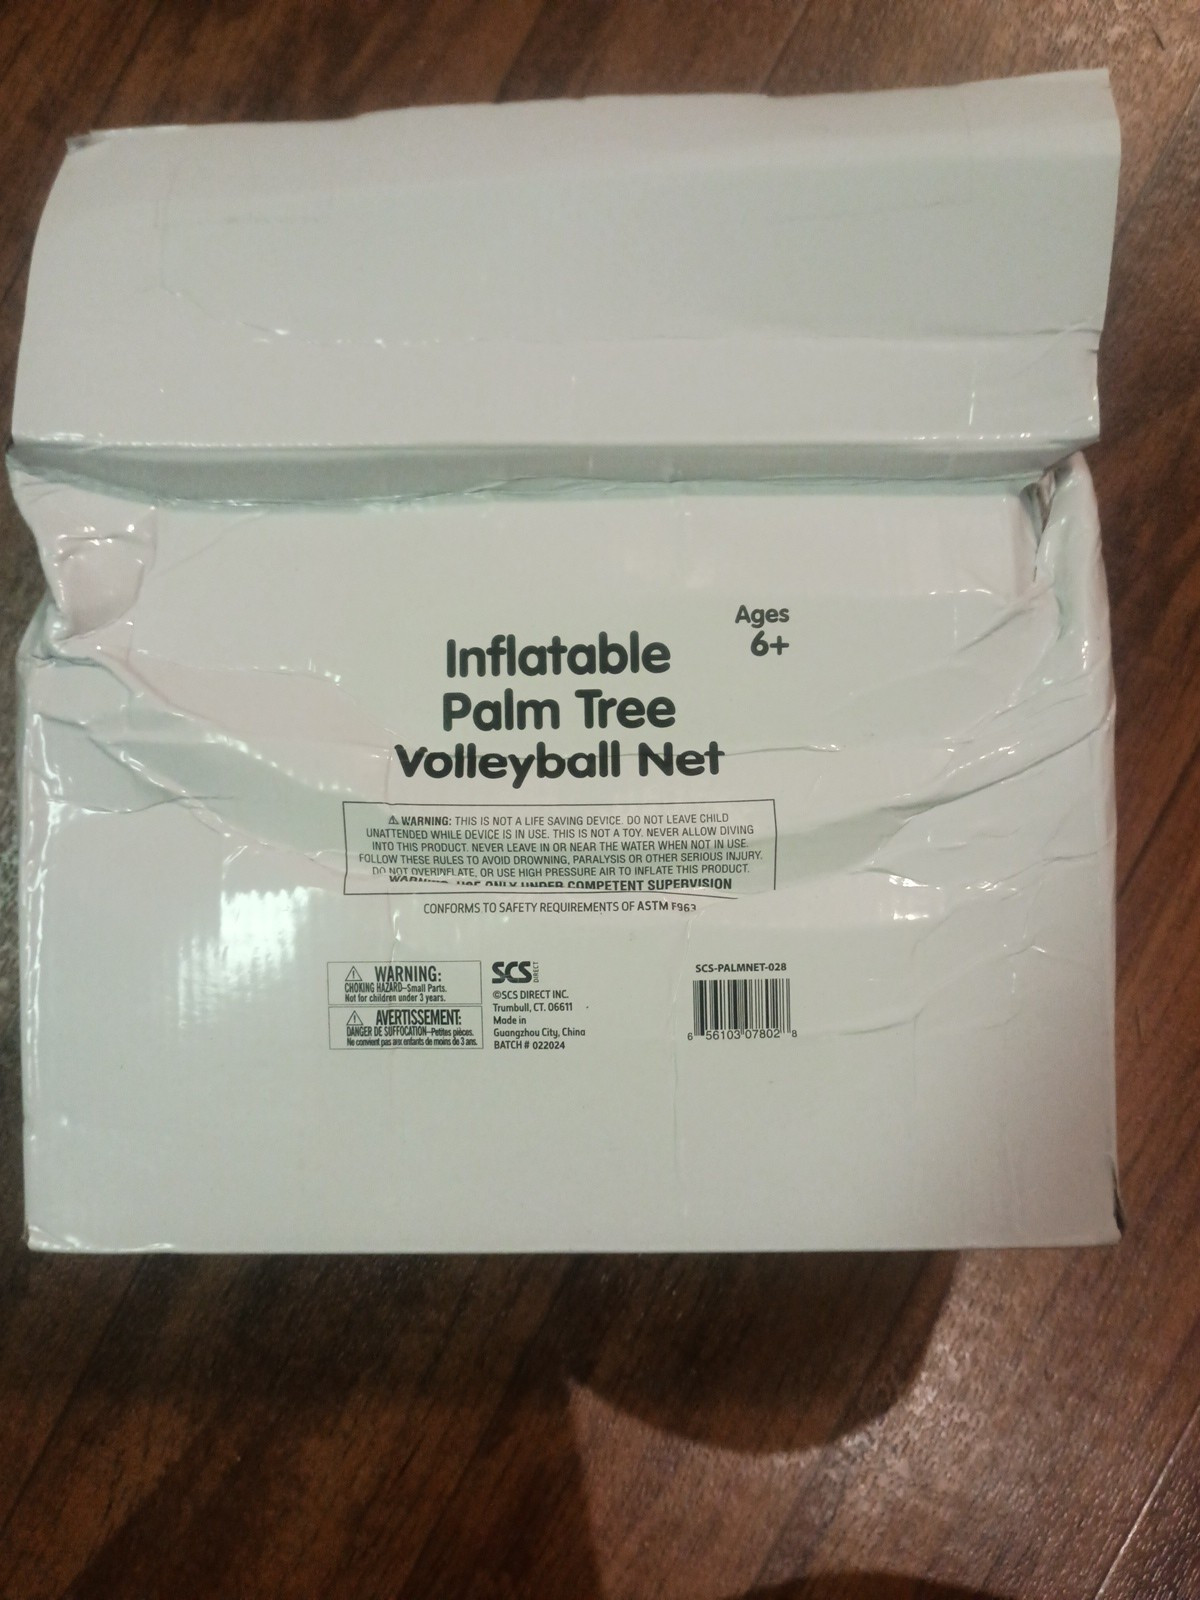 Ages
6+
Inflatable
Palm Tree
Volleyball Net
⚠ WARNING: THIS IS NOT A LIFE SAVING DEVICE. DO NOT LEAVE CHILD
UNATTENDED WHILE DEVICE IS IN USE. THIS IS NOT A TOY. NEVER ALLOW DIVING
INTO THIS PRODUCT. NEVER LEAVE IN OR NEAR THE WATER WHEN NOT IN USE.
FOLLOW THESE RULES TO AVOID DROWNING, PARALYSIS OR OTHER SERIOUS INJURY.
DO NOT OVERINFLATE, OR USE HIGH PRESSURE AIR TO INFLATE THIS PRODUCT.
WARNING: USE ONLY UNDER COMPETENT SUPERVISION
CONFORMS TO SAFETY REQUIREMENTS OF ASTM F963
⚠ WARNING:
CHOKING HAZARD–Small Parts.
Not for children under 3 years.
⚠ AVERTISSEMENT:
DANGER DE SUFFOCATION–Petites pièces.
Ne convient pas aux enfants de moins de 3 ans.
SCS DIRECT
©SCS DIRECT INC.
Trumbull, CT. 06611
Made in
Guangzhou City, China
BATCH # 022024
SCS-PALMNET-028
6 56103 07802 8